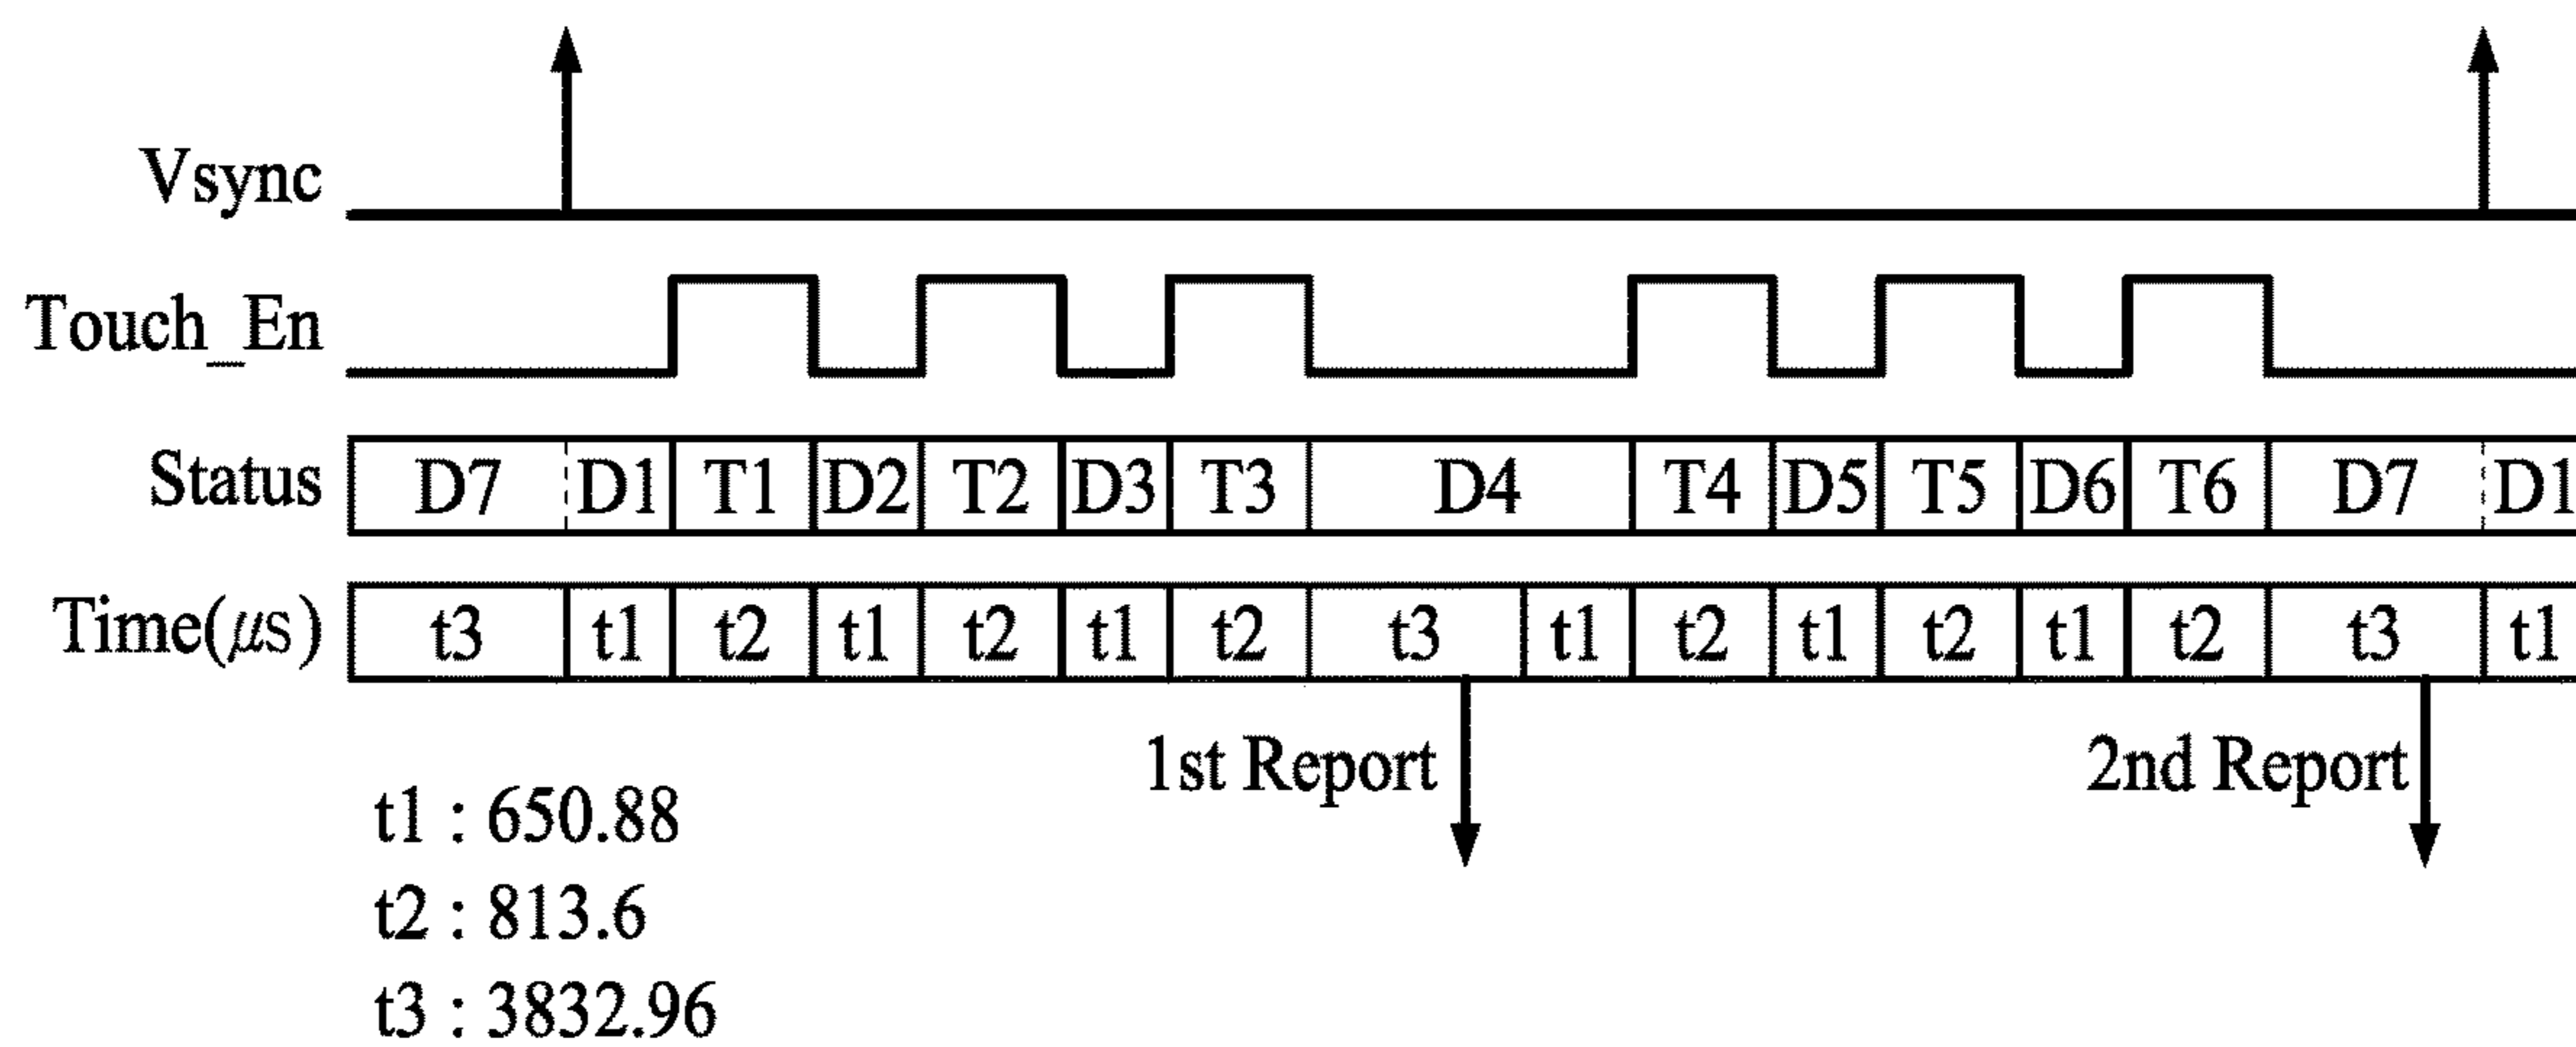 Vsync
Touch_En
Status D7 D1 T1 D2 T2 D3 T3 D4 T4 D5 T5 D6 T6 D7 D1
Time(μs) t3 t1 t2 t1 t2 t1 t2 t3 t1 t2 t1 t2 t1 t2 t3 t1
1st Report 2nd Report
t1 : 650.88
t2 : 813.6
t3 : 3832.96